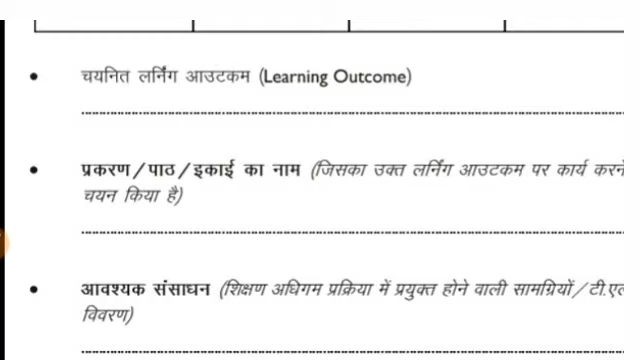 • चयनित लर्निंग आउटकम (Learning Outcome)
• प्रकरण/पाठ/इकाई का नाम (जिसका उक्त लर्निंग आउटकम पर कार्य करने
चयन किया है)
• आवश्यक संसाधन (शिक्षण अधिगम प्रक्रिया में प्रयुक्त होने वाली सामग्रियों/टी.एल
विवरण)